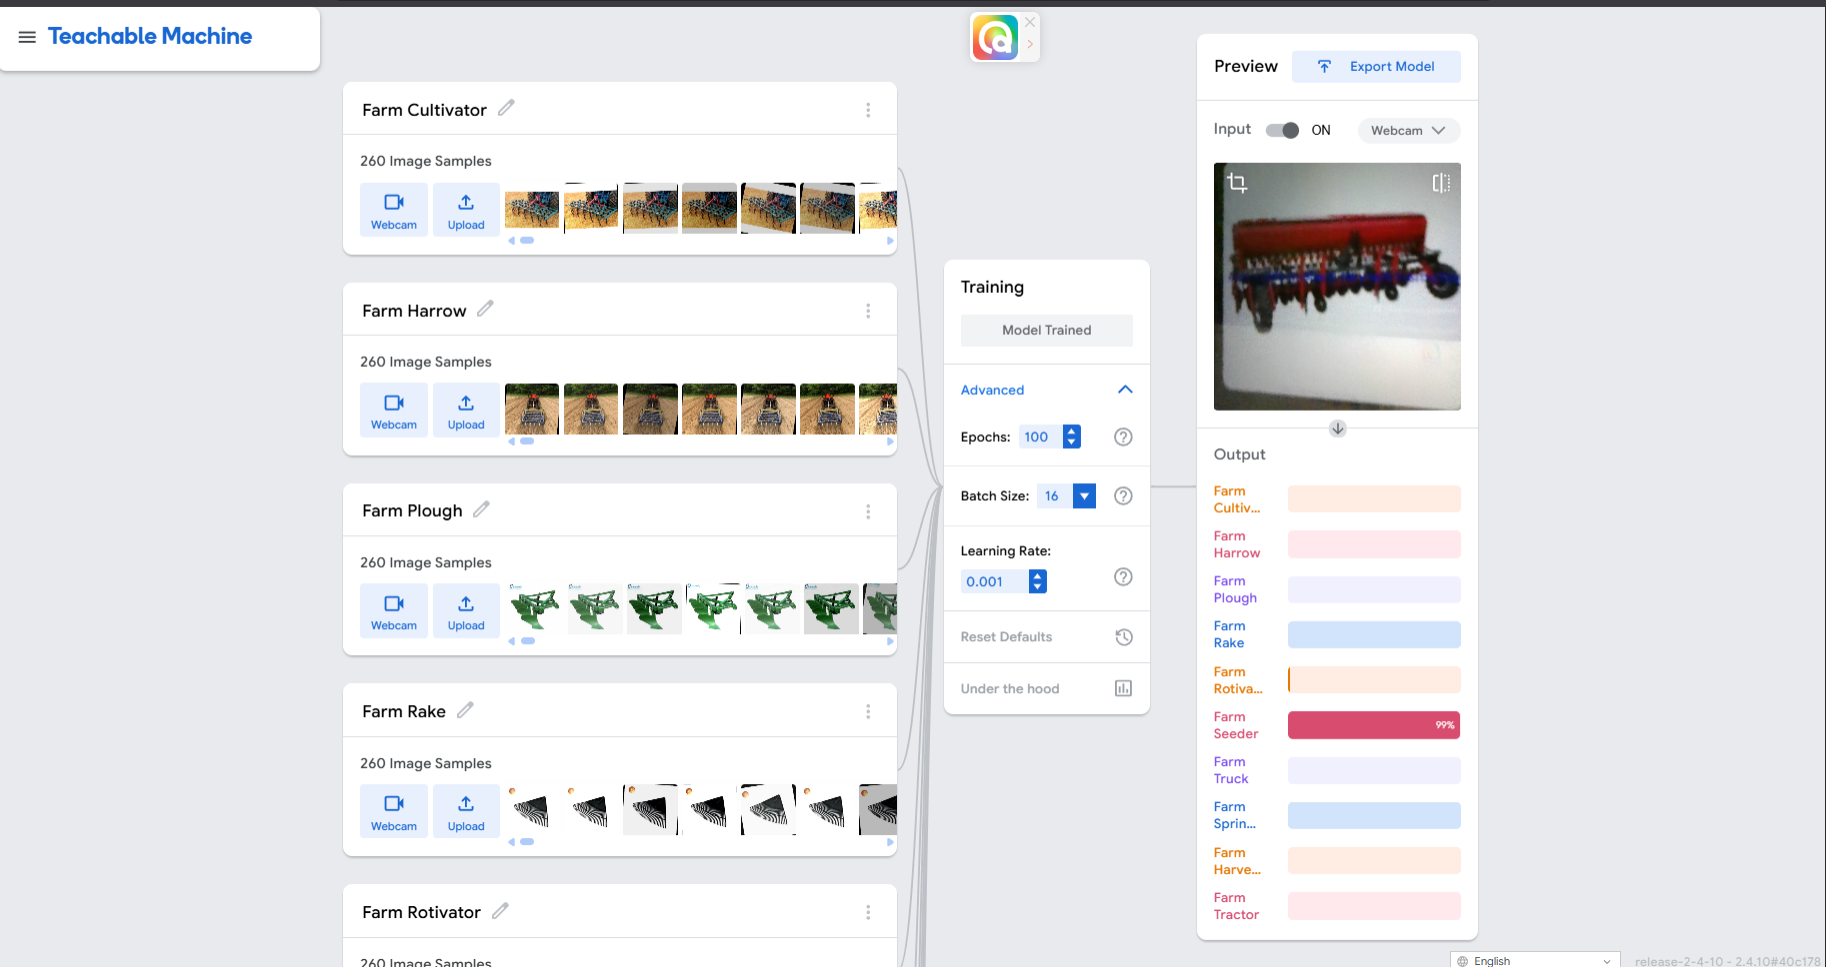 Teachable Machine
Farm Cultivator
260 Image Samples
Webcam
Upload
Farm Harrow
260 Image Samples
Webcam
Upload
Farm Plough
260 Image Samples
Webcam
Upload
Farm Rake
260 Image Samples
Webcam
Upload
Farm Rotivator
260 Image Samples
Training
Model Trained
Advanced
Epochs: 100
Batch Size: 16
Learning Rate:
0.001
Reset Defaults
Under the hood
Preview
Export Model
Input ON Webcam
Output
Farm
Cultiv...
Farm
Harrow
Farm
Plough
Farm
Rake
Farm
Rotiva...
Farm
Seeder
99%
Farm
Truck
Farm
Sprin...
Farm
Harve...
Farm
Tractor
English
release-2-4-10 - 2.4.10#40c178